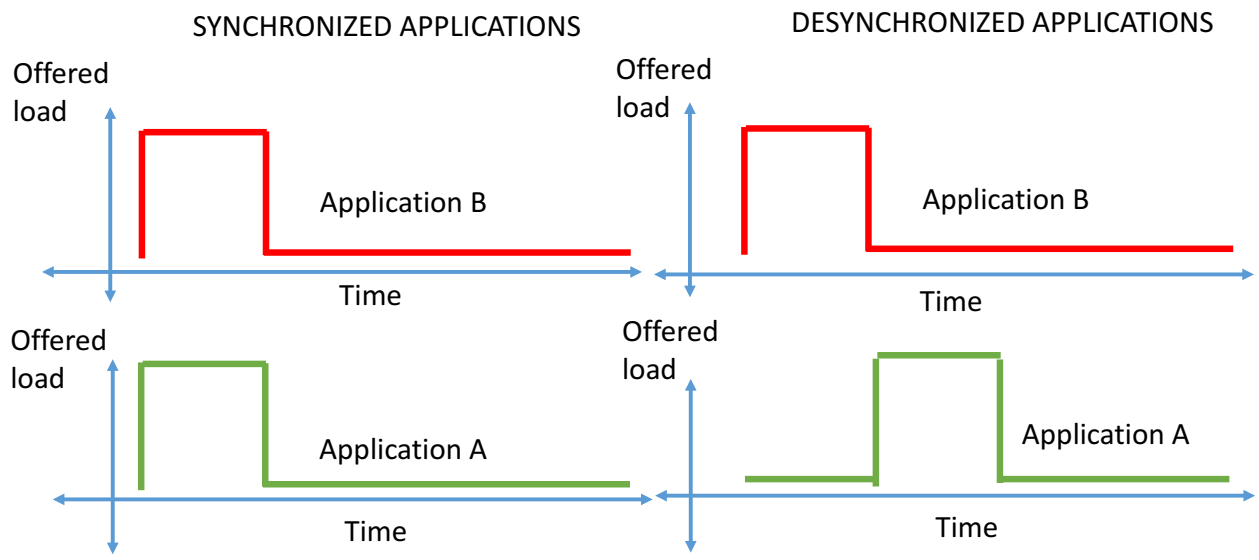 SYNCHRONIZED APPLICATIONS
Offered
load
Application B
Time
Offered
load
Application A
Time
DESYNCHRONIZED APPLICATIONS
Offered
load
Application B
Time
Offered
load
Application A
Time